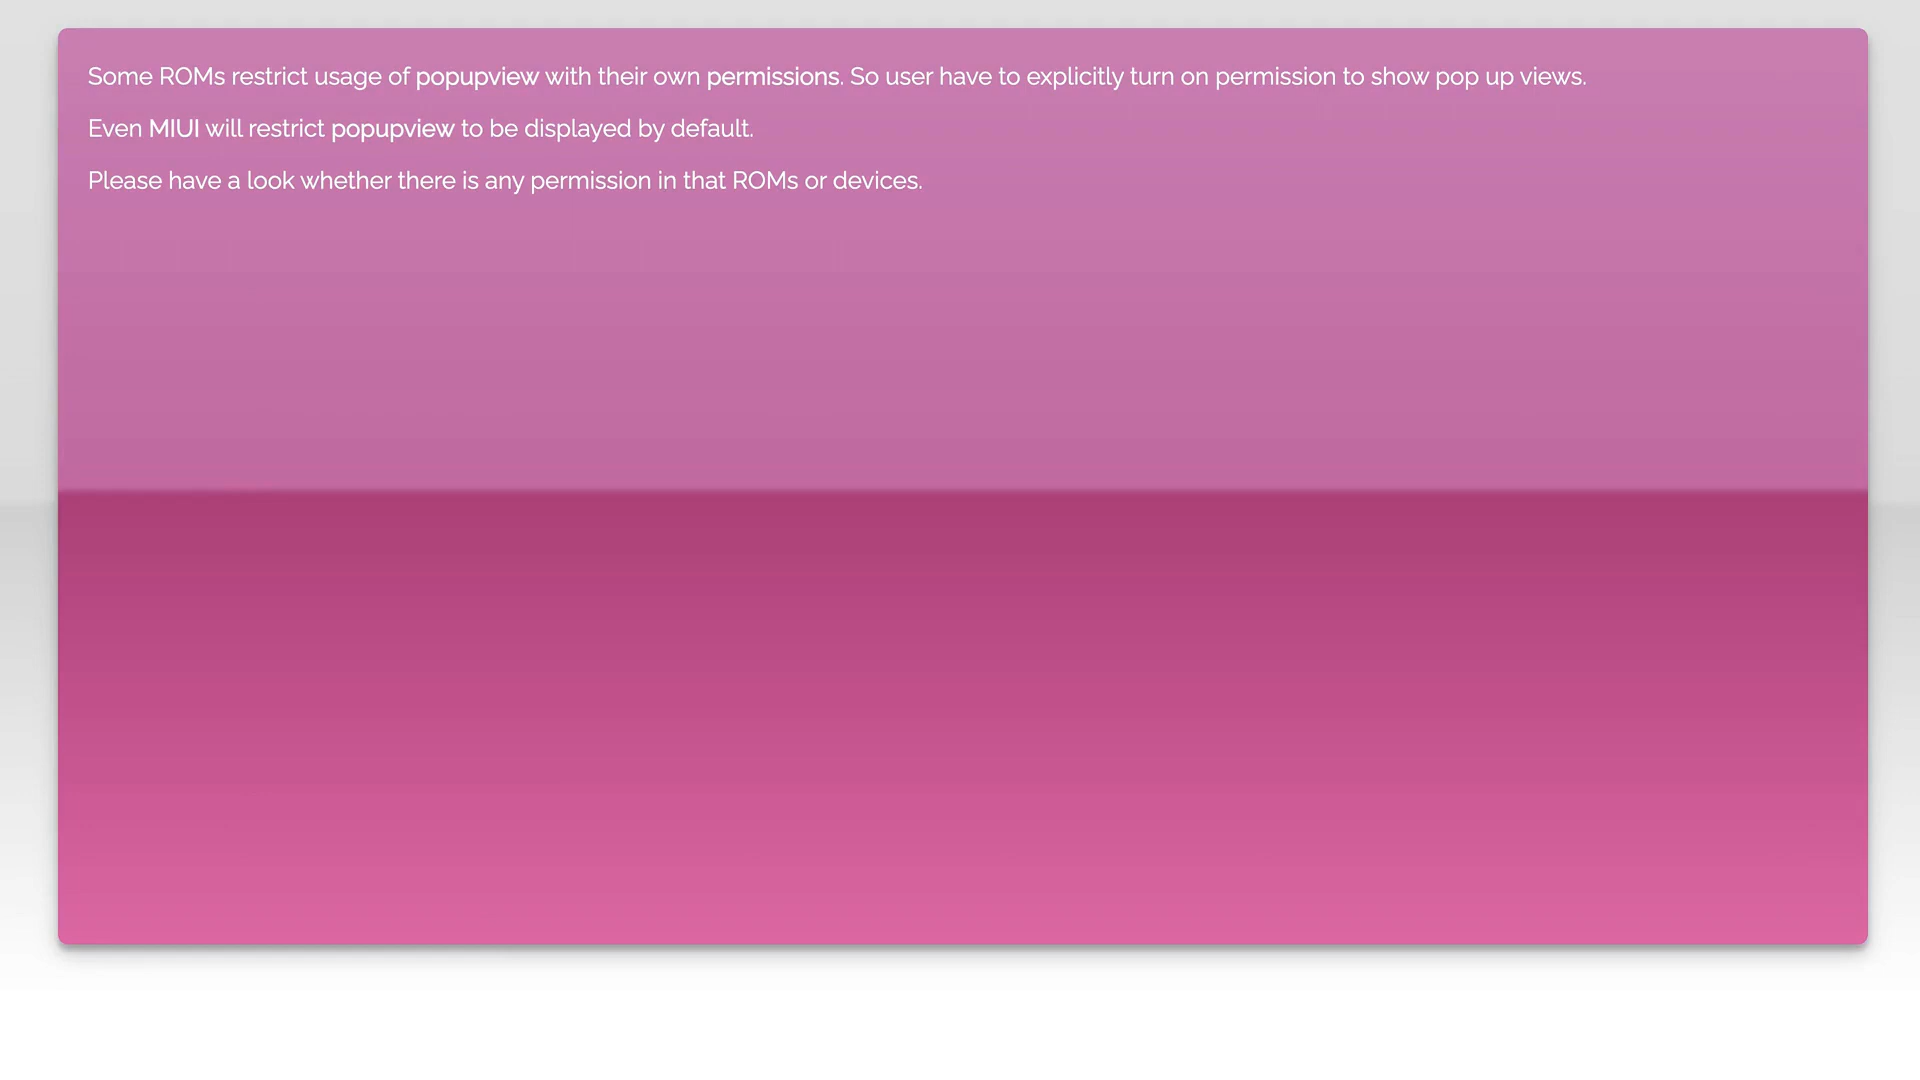 Some ROMs restrict usage of popupview with their own permissions. So user have to explicitly turn on permission to show pop up views.
Even MIUI will restrict popupview to be displayed by default.
Please have a look whether there is any permission in that ROMs or devices.